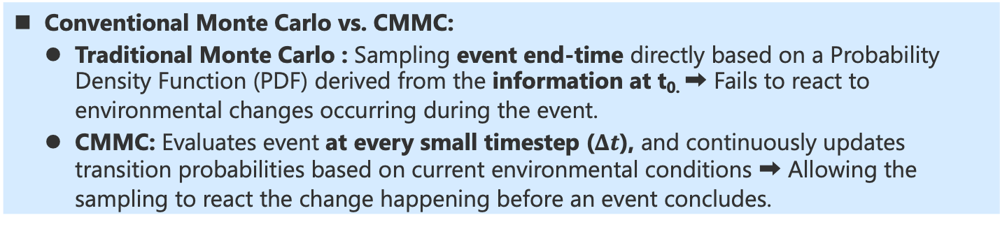 ■ Conventional Monte Carlo vs. CMMC:
● Traditional Monte Carlo : Sampling event end-time directly based on a Probability
Density Function (PDF) derived from the information at t₀. ➡ Fails to react to
environmental changes occurring during the event.
● CMMC: Evaluates event at every small timestep (Δt), and continuously updates
transition probabilities based on current environmental conditions ➡ Allowing the
sampling to react the change happening before an event concludes.